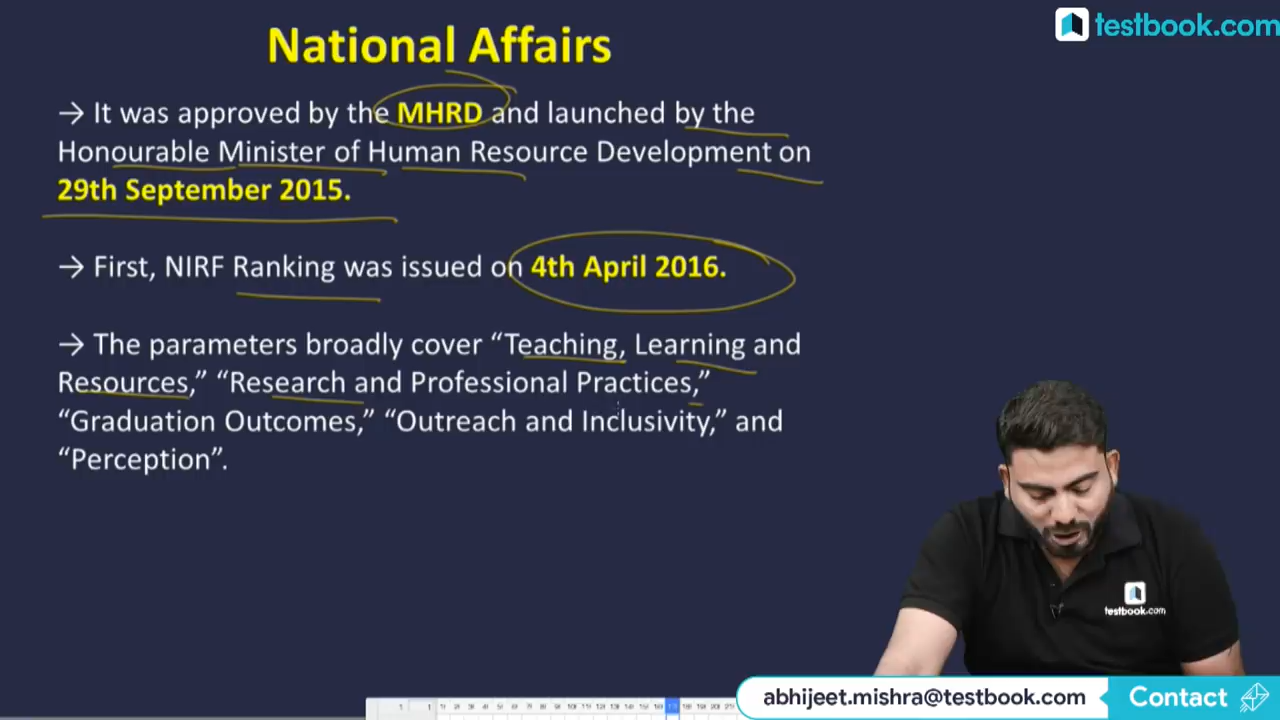 National Affairs
testbook.com
→ It was approved by the MHRD and launched by the
Honourable Minister of Human Resource Development on
29th September 2015.
→ First, NIRF Ranking was issued on 4th April 2016.
→ The parameters broadly cover “Teaching, Learning and
Resources,” “Research and Professional Practices,”
“Graduation Outcomes,” “Outreach and Inclusivity,” and
“Perception”.
testbook.com
abhijeet.mishra@testbook.com
Contact